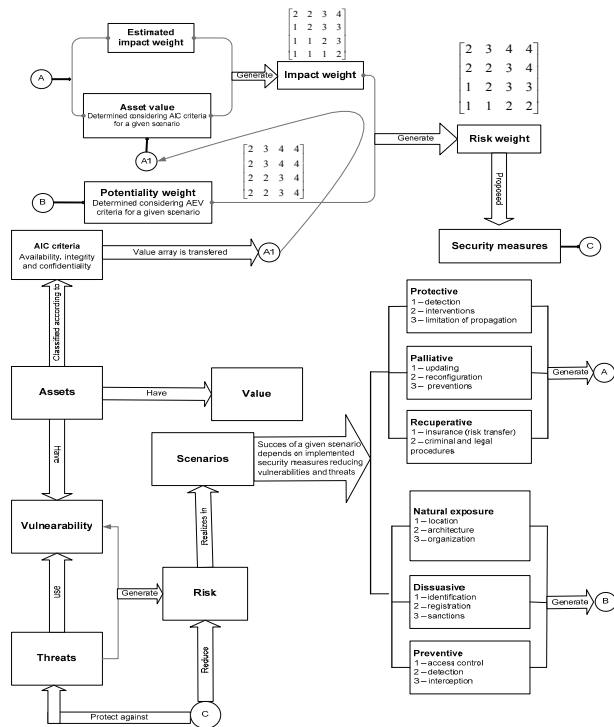 Estimated
impact weight
2 2 3 4
1 2 3 3
1 1 2 3
1 1 1 2
A
Generate
Impact weight
2 3 4 4
2 2 3 4
1 2 3 3
1 1 2 2
Asset value
Determined considering AIC criteria
for a given scenario
A1
Generate
Risk weight
2 3 4 4
2 3 4 4
2 2 3 4
2 2 3 4
B
Potentiality weight
Determined considering AEV
criteria for a given scenario
Proposed
AIC criteria
Availability, integrity
and confidentiality
Value array is transferred
A1
Security measures
C
Classified according to
Assets
Have
Value
Have
Scenarios
Succes of a given scenario
depends on implemented
security measures reducing
vulnerabilities and threats
Protective
1 – detection
2 – interventions
3 – limitation of propagation
Palliative
1 – updating
2 – reconfiguration
3 – preventions
Generate
A
Recuperative
1 – insurance (risk transfer)
2 – criminal and legal
procedures
Vulnearability
Realizes in
use
Generate
Risk
Threats
Reduce
Protect against
C
Natural exposure
1 – location
2 – architecture
3 – organization
Dissuasive
1 – identification
2 – registration
3 – sanctions
Generate
B
Preventive
1 – access control
2 – detection
3 – interception